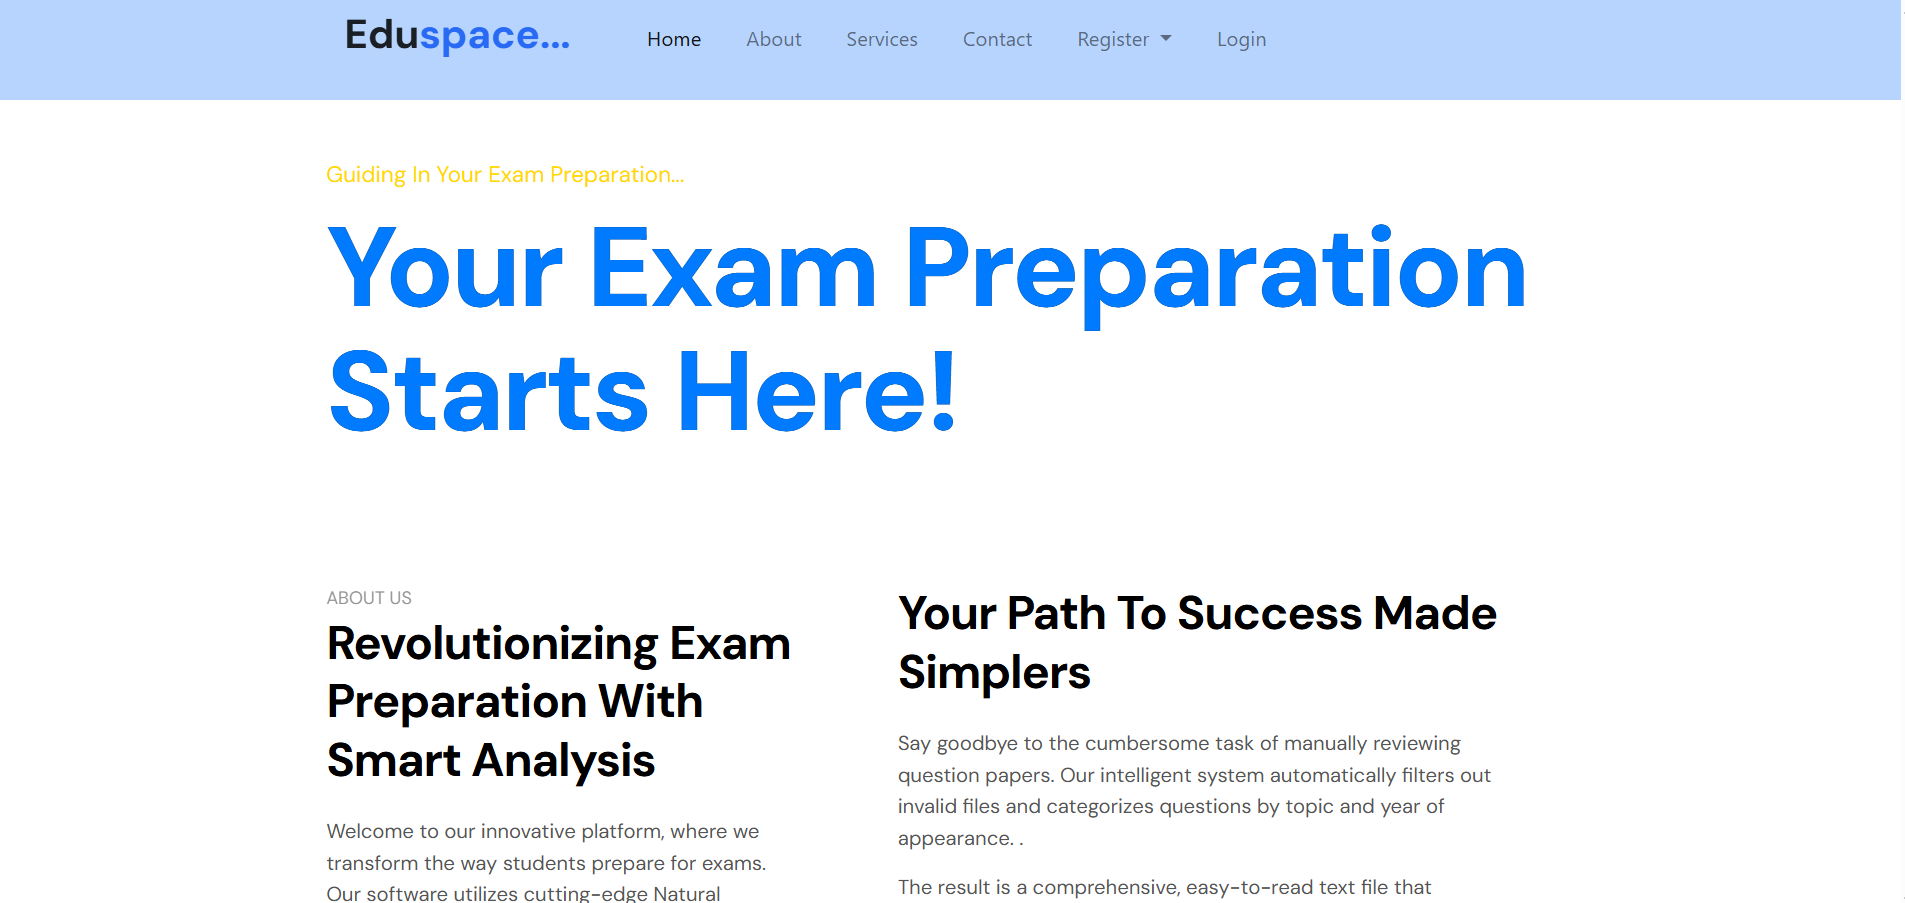 Eduspace...
Home About Services Contact Register Login
Guiding In Your Exam Preparation...
Your Exam Preparation
Starts Here!
ABOUT US
Revolutionizing Exam
Preparation With
Smart Analysis
Welcome to our innovative platform, where we
transform the way students prepare for exams.
Our software utilizes cutting-edge Natural
Your Path To Success Made
Simplers
Say goodbye to the cumbersome task of manually reviewing
question papers. Our intelligent system automatically filters out
invalid files and categorizes questions by topic and year of
appearance. .
The result is a comprehensive, easy-to-read text file that